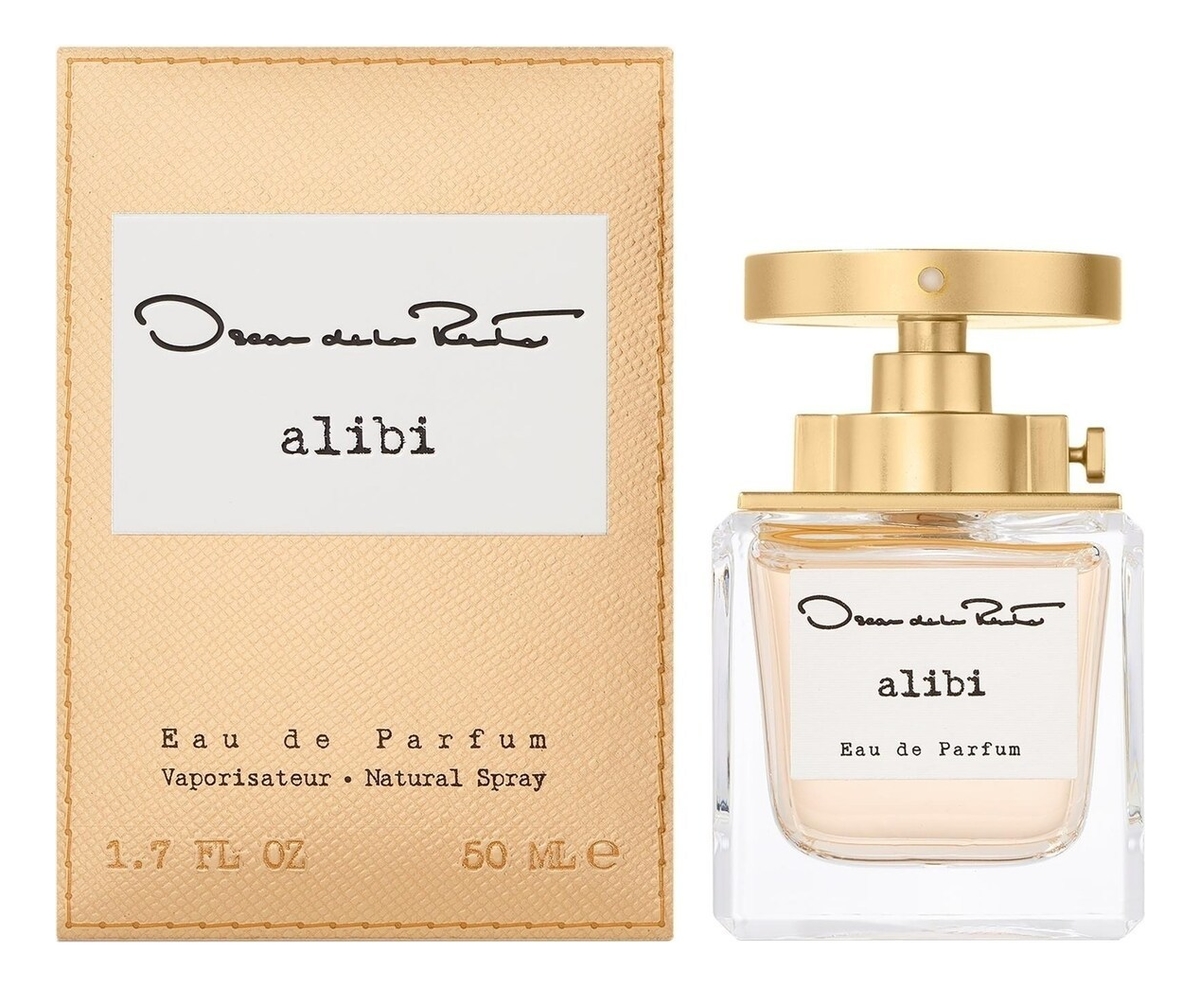 Oscar de la Renta
alibi
Eau de Parfum
Vaporisateur • Natural Spray
1.7 FL OZ 50 ML ℮
Oscar de la Renta
alibi
Eau de Parfum